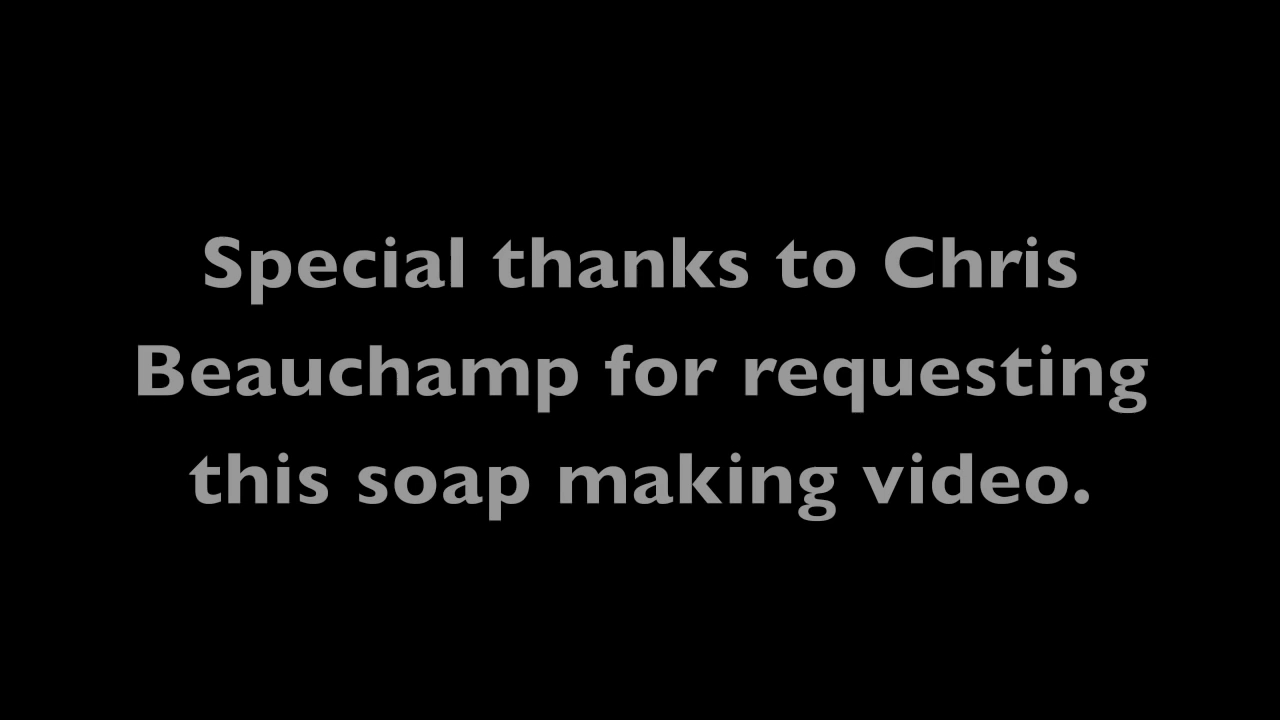 Special thanks to Chris
Beauchamp for requesting
this soap making video.